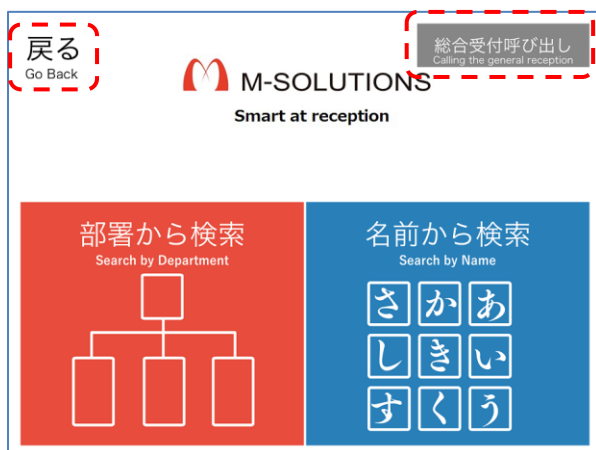 戻る
Go Back
総合受付呼び出し
Calling the general reception
M-SOLUTIONS
Smart at reception
部署から検索
Search by Department
名前から検索
Search by Name
さ か あ
し き い
す く う